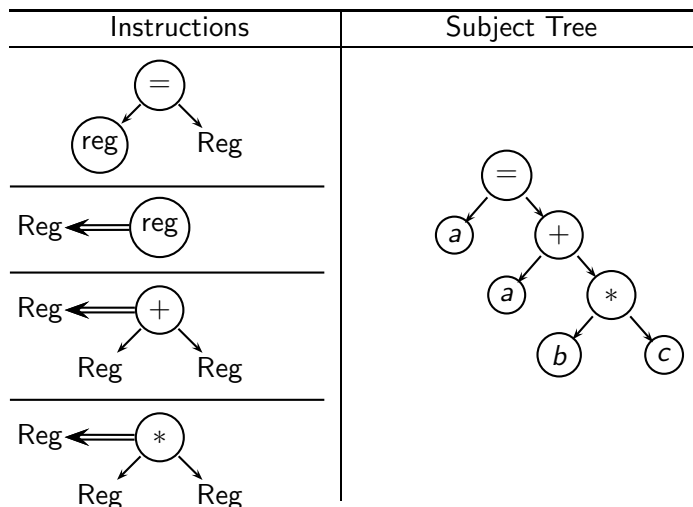 Instructions
Subject Tree
=
reg Reg
Reg reg
Reg +
Reg Reg
Reg *
Reg Reg
=
a +
a *
b c